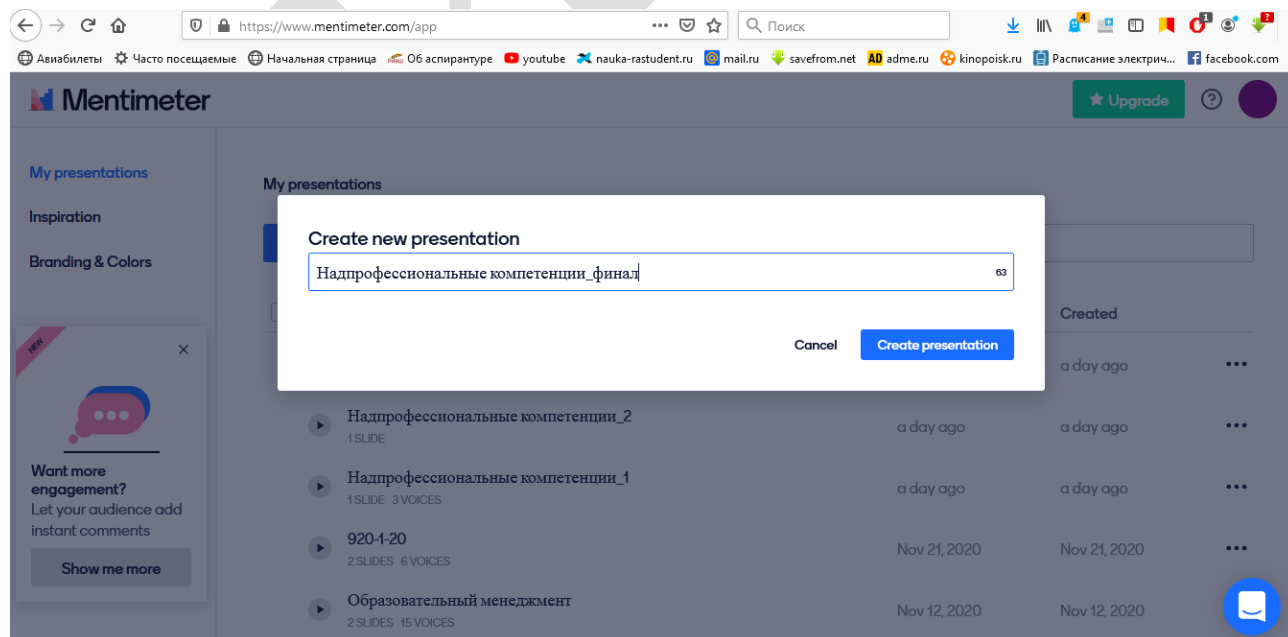 https://www.mentimeter.com/app
Поиск
4
1
?
Авиабилеты Часто посещаемые Начальная страница Об аспирантуре youtube nauka-rastudent.ru mail.ru savefrom.net AD adme.ru kinopoisk.ru Расписание электрич... facebook.com
Mentimeter
Upgrade
?
My presentations
Inspiration
Branding & Colors
My presentations
Create new presentation
Надпрофессиональные компетенции_финал
63
Cancel
Create presentation
Created
a day ago
Надпрофессиональные компетенции_2
1 SLIDE
a day ago
a day ago
Надпрофессиональные компетенции_1
1 SLIDE 3 VOICES
a day ago
a day ago
920-1-20
2 SLIDES 6 VOICES
Nov 21, 2020
Nov 21, 2020
Образовательный менеджмент
2 SLIDES 15 VOICES
Nov 12, 2020
Nov 12, 2020
NEW
Want more
engagement?
Let your audience add
instant comments
Show me more